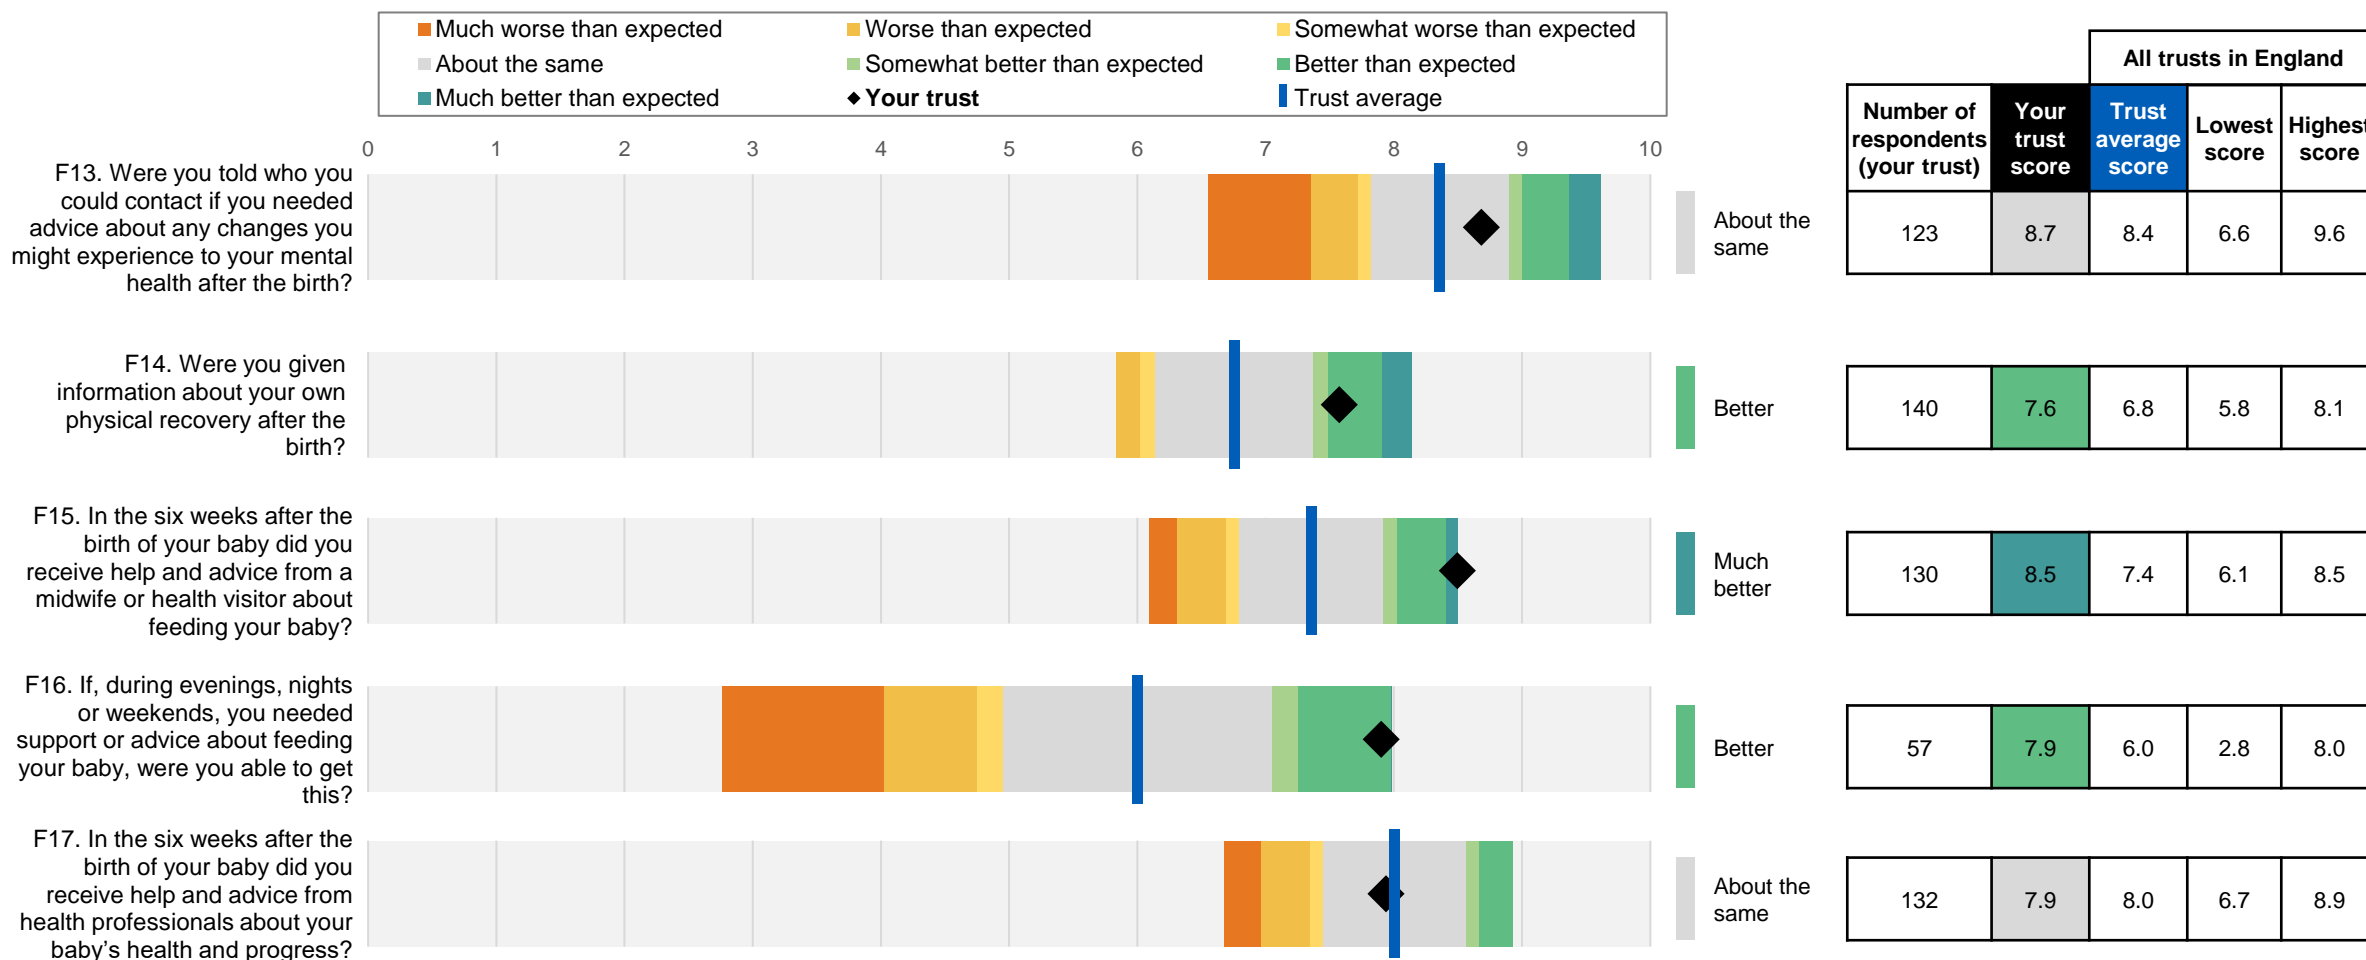 Much worse than expected
Worse than expected
Somewhat worse than expected
About the same
Somewhat better than expected
Better than expected
Much better than expected
Your trust
Trust average
All trusts in England
Number of respondents (your trust)
Your trust score
Trust average score
Lowest score
Highest score
0 1 2 3 4 5 6 7 8 9 10
F13. Were you told who you
could contact if you needed
advice about any changes you
might experience to your mental
health after the birth?
About the
same
123 8.7 8.4 6.6 9.6
F14. Were you given
information about your own
physical recovery after the
birth?
Better
140 7.6 6.8 5.8 8.1
F15. In the six weeks after the
birth of your baby did you
receive help and advice from a
midwife or health visitor about
feeding your baby?
Much
better
130 8.5 7.4 6.1 8.5
F16. If, during evenings, nights
or weekends, you needed
support or advice about feeding
your baby, were you able to get
this?
Better
57 7.9 6.0 2.8 8.0
F17. In the six weeks after the
birth of your baby did you
receive help and advice from
health professionals about your
baby's health and progress?
About the
same
132 7.9 8.0 6.7 8.9